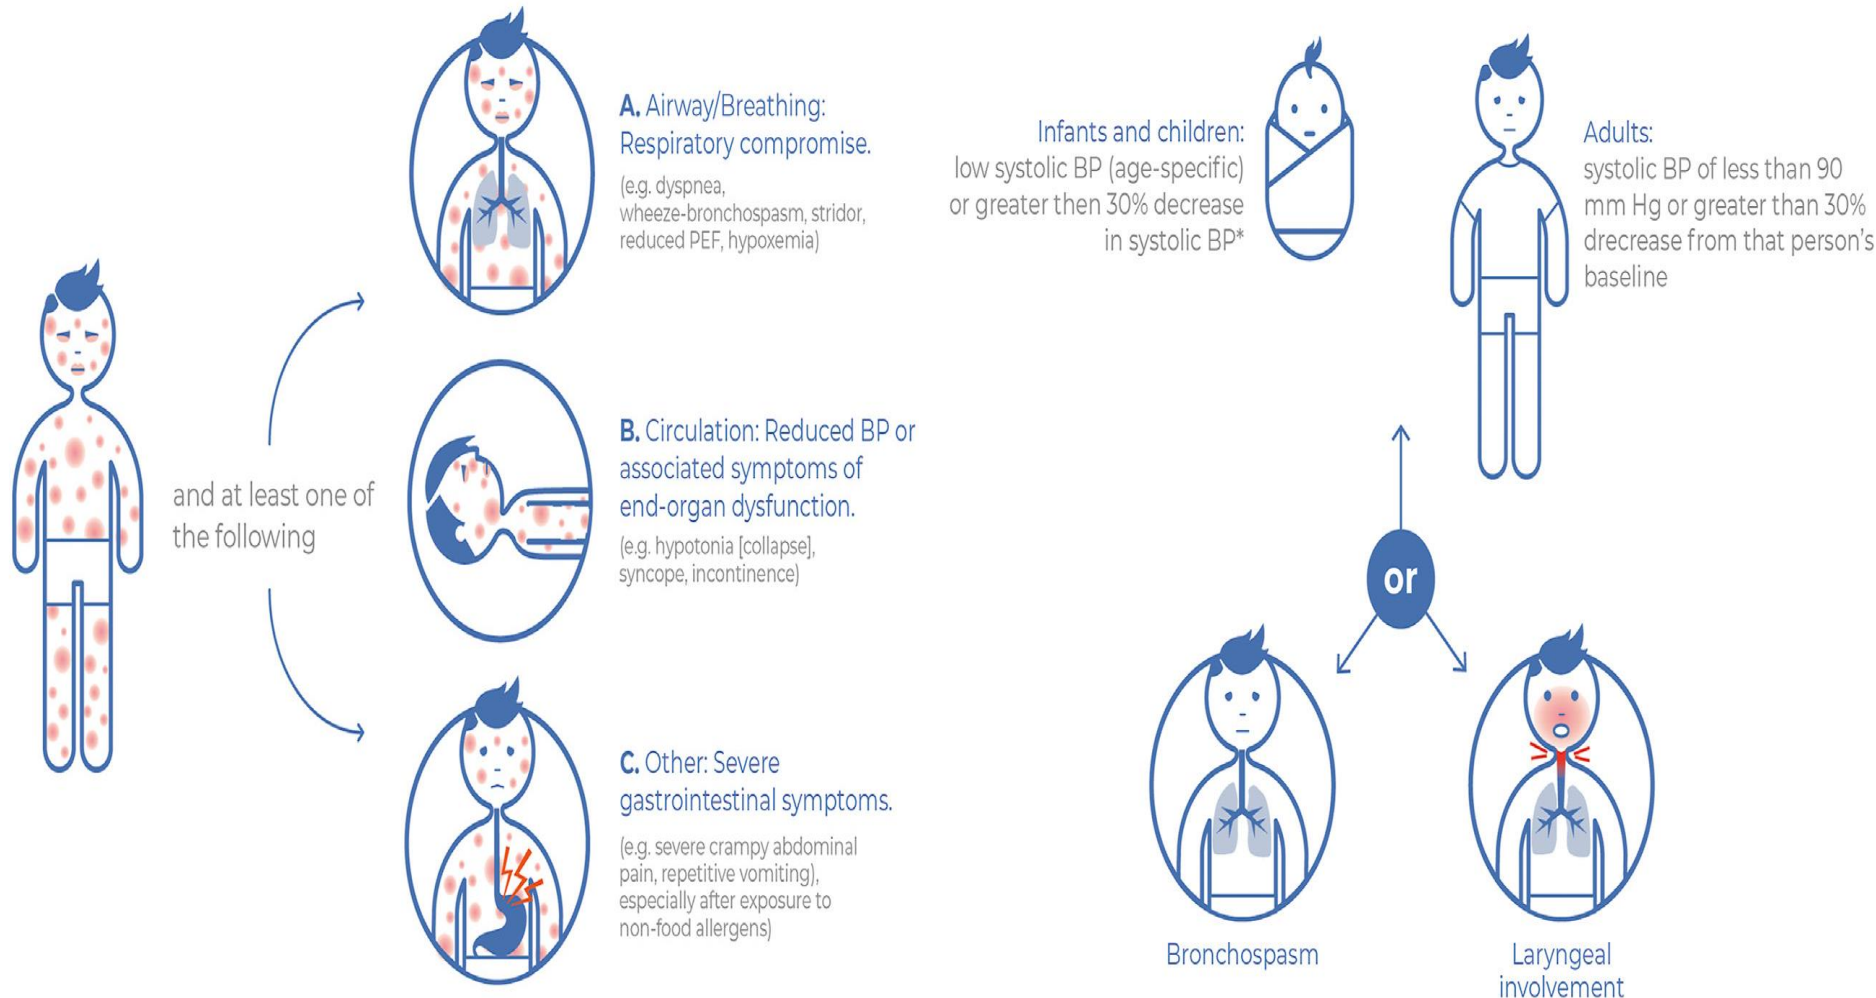 and at least one of
the following
A. Airway/Breathing:
Respiratory compromise.
(e.g. dyspnea,
wheeze-bronchospasm, stridor,
reduced PEF, hypoxemia)
B. Circulation: Reduced BP or
associated symptoms of
end-organ dysfunction.
(e.g. hypotonia [collapse],
syncope, incontinence)
C. Other: Severe
gastrointestinal symptoms.
(e.g. severe crampy abdominal
pain, repetitive vomiting),
especially after exposure to
non-food allergens)
Infants and children:
low systolic BP (age-specific)
or greater then 30% decrease
in systolic BP*
Adults:
systolic BP of less than 90
mm Hg or greater than 30%
drecrease from that person's
baseline
or
Bronchospasm
Laryngeal
involvement